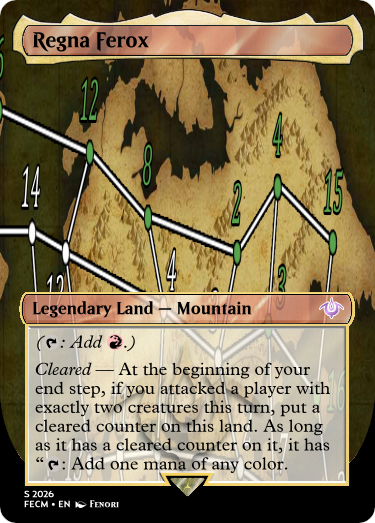 Regna Ferox
12
8
4
2
15
14
4
3
12
16
Legendary Land — Mountain
(: Add .)
Cleared — At the beginning of your
end step, if you attacked a player with
exactly two creatures this turn, put a
cleared counter on this land. As long
as it has a cleared counter on it, it has
“ : Add one mana of any color.
S 2026
FECM • EN Fenori